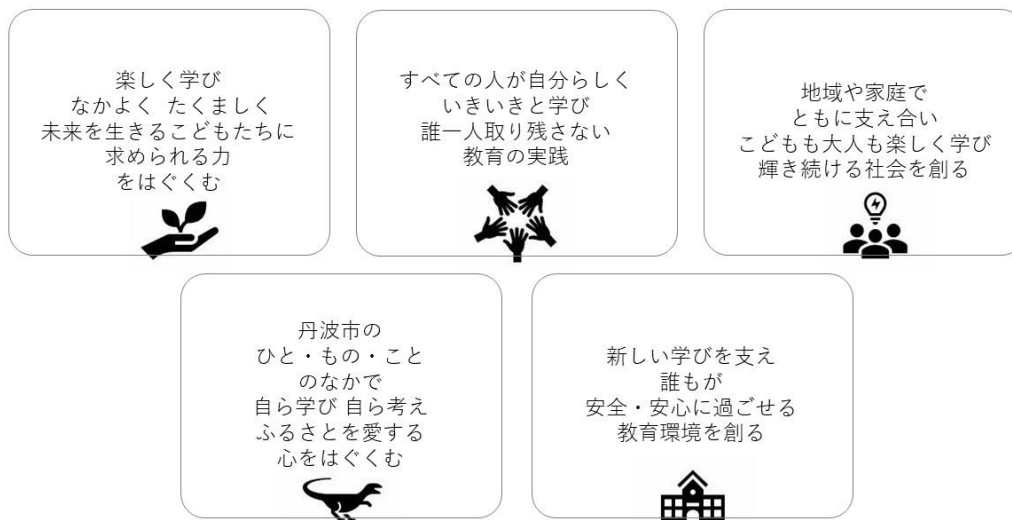 楽しく学び
なかよく たくましく
未来を生きるこどもたちに
求められる力
をはぐくむ
すべての人が自分らしく
いきいきと学び
誰一人取り残さない
教育の実践
地域や家庭で
ともに支え合い
こどもも大人も楽しく学び
輝き続ける社会を創る
丹波市の
ひと・もの・こと
のなかで
自ら学び 自ら考え
ふるさとを愛する
心をはぐくむ
新しい学びを支え
誰もが
安全・安心に過ごせる
教育環境を創る